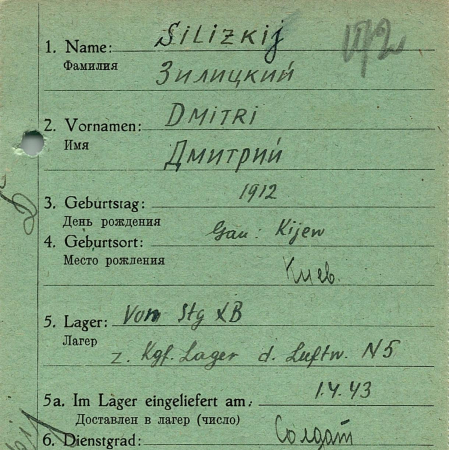 1. Name: Silizkij V/2
Фамилия Зилицкий
2. Vornamen: Dmitri
Имя Дмитрий
3. Geburtstag: 1912
День рождения
4. Geburtsort: Gau: Kijew
Место рождения Киев.
5. Lager: Von Stg XB
Лагер z. Kgf. Lager d. Luftw. N5
5a. Im Lager eingeliefert am: 1.4.43
Доставлен в лагер (число)
6. Dienstgrad: Солдат